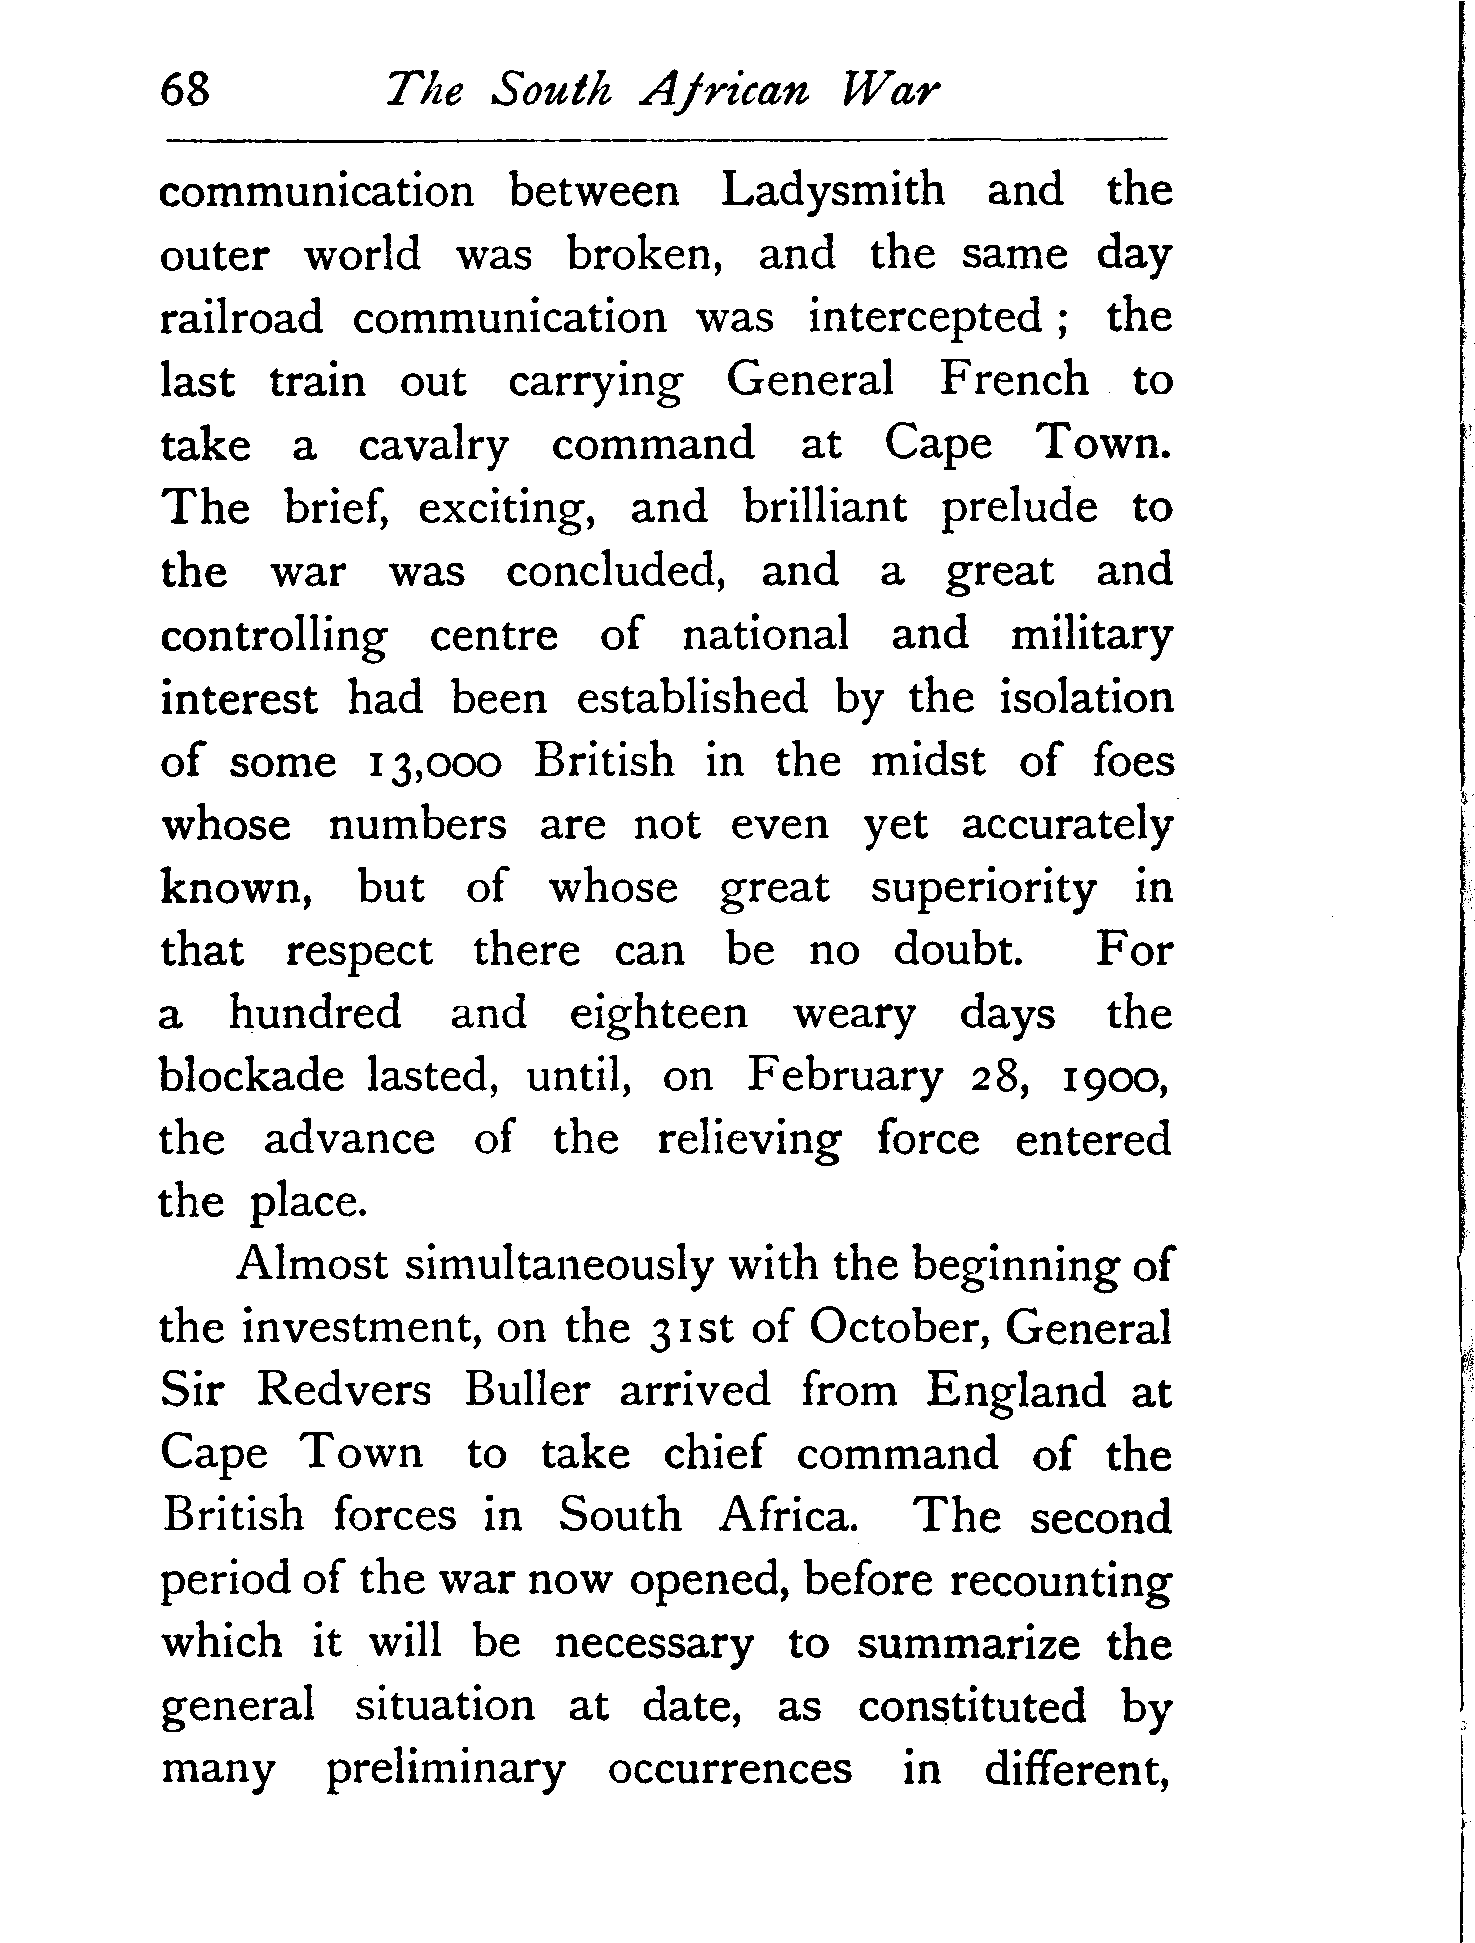 68 The South African War
communication between Ladysmith and the
outer world was broken, and the same day
railroad communication was intercepted ; the
last train out carrying General French to
take a cavalry command at Cape Town.
The brief, exciting, and brilliant prelude to
the war was concluded, and a great and
controlling centre of national and military
interest had been established by the isolation
of some 13,000 British in the midst of foes
whose numbers are not even yet accurately
known, but of whose great superiority in
that respect there can be no doubt. For
a hundred and eighteen weary days the
blockade lasted, until, on February 28, 1900,
the advance of the relieving force entered
the place.
Almost simultaneously with the beginning of
the investment, on the 31st of October, General
Sir Redvers Buller arrived from England at
Cape Town to take chief command of the
British forces in South Africa. The second
period of the war now opened, before recounting
which it will be necessary to summarize the
general situation at date, as constituted by
many preliminary occurrences in different,